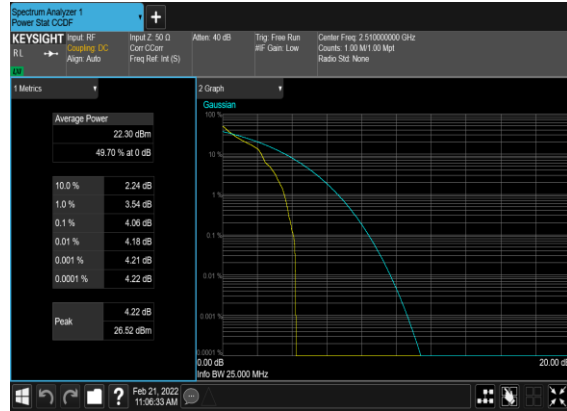 Spectrum Analyzer 1
Power Stat CCDF
+
KEYSIGHT
RL
Input: RF
Coupling: DC
Align: Auto
Input Z: 50 Ω
Corr CCorr
Freq Ref: Int (S)
Atten: 40 dB
Trig: Free Run
#IF Gain: Low
Center Freq: 2.510000000 GHz
Counts: 1.00 M/1.00 Mpt
Radio Std: None
1 Metrics
Average Power
22.30 dBm
49.70 % at 0 dB
10.0 % 2.24 dB
1.0 % 3.54 dB
0.1 % 4.06 dB
0.01 % 4.18 dB
0.001 % 4.21 dB
0.0001 % 4.22 dB
Peak
4.22 dB
26.52 dBm
2 Graph
Gaussian
100 %
10 %
1 %
0.1 %
0.01 %
0.001 %
0.0001 %
0.00 dB
20.00 dB
Info BW 25.000 MHz
?
Feb 21, 2022
11:06:33 AM